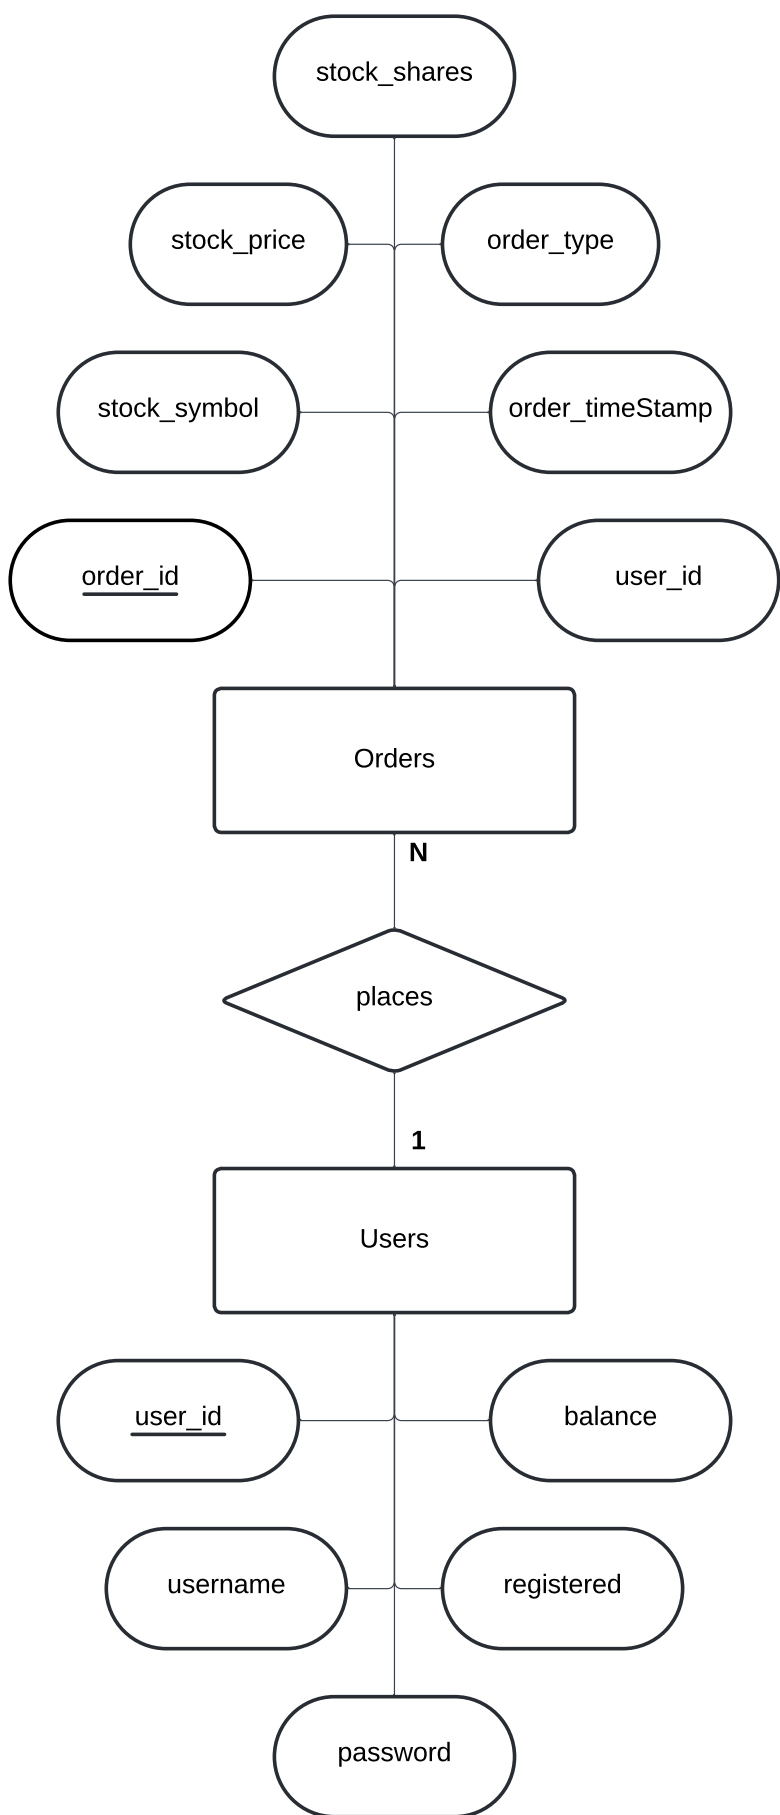 stock_shares
stock_price
order_type
stock_symbol
order_timeStamp
order_id
user_id
Orders
N
places
1
Users
user_id
balance
username
registered
password